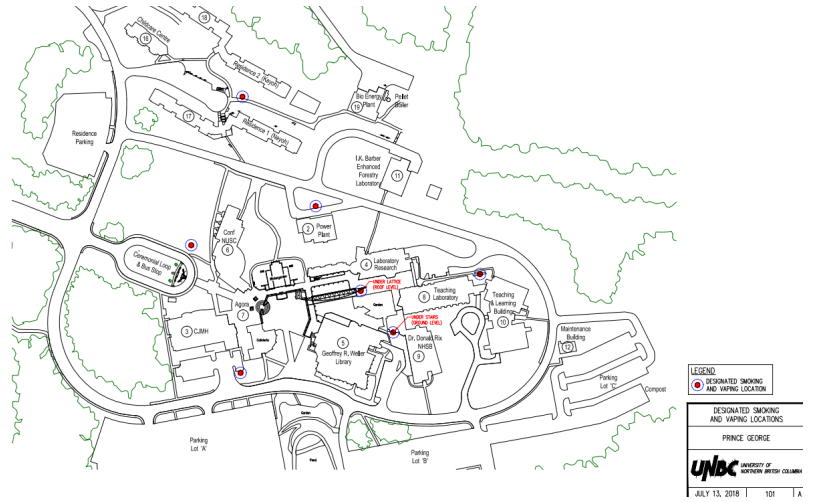 18
Childcare Centre
16
Residence 2 (Keyoh)
Bio Energy
Plant
19
Pellet
Boiler
17
Residence 1 (Neyoh)
Residence
Parking
I.K. Barber
Enhanced
Forestry
Laboratory
11
2
Power
Plant
Conf
NUSC
6
Ceremonial Loop
& Bus Stop
4
Laboratory
Research
UNDER LATTICE
(ROOF LEVEL)
Agora
7
Garden
8
Teaching
Laboratory
Teaching
& Learning
Building
10
UNDER STAIRS
(GROUND LEVEL)
3
CJMH
Cafeteria
5
Geoffrey R. Weller
Library
Dr. Donald Rix
NHSB
9
Maintenance
Building
12
Parking
Lot 'C'
Compost
Garden
Pond
Parking
Lot 'A'
Parking
Lot 'B'
LEGEND
DESIGNATED SMOKING
AND VAPING LOCATION
DESIGNATED SMOKING
AND VAPING LOCATIONS
PRINCE GEORGE
UNBC UNIVERSITY OF
NORTHERN BRITISH COLUMBIA
JULY 13, 2018 101 A